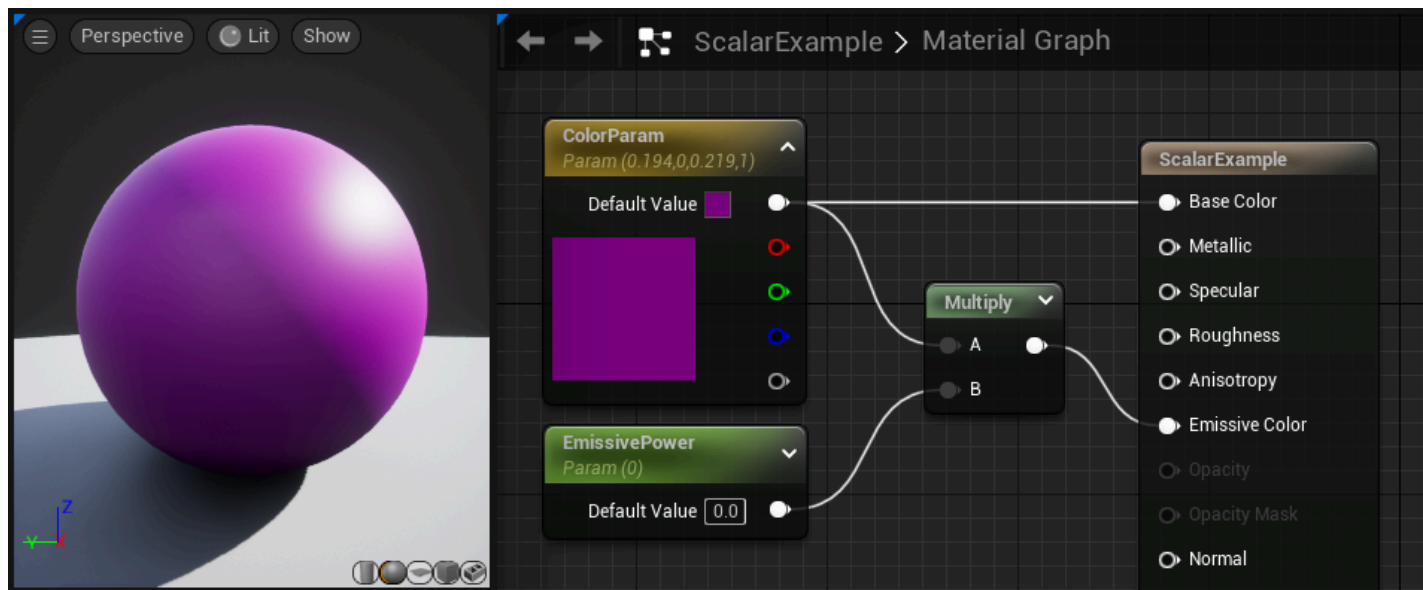 Perspective
Lit
Show
Z
Y
X
ScalarExample > Material Graph
ColorParam
Param (0.194,0,0.219,1)
Default Value
EmissivePower
Param (0)
Default Value 0.0
Multiply
A
B
ScalarExample
Base Color
Metallic
Specular
Roughness
Anisotropy
Emissive Color
Opacity
Opacity Mask
Normal